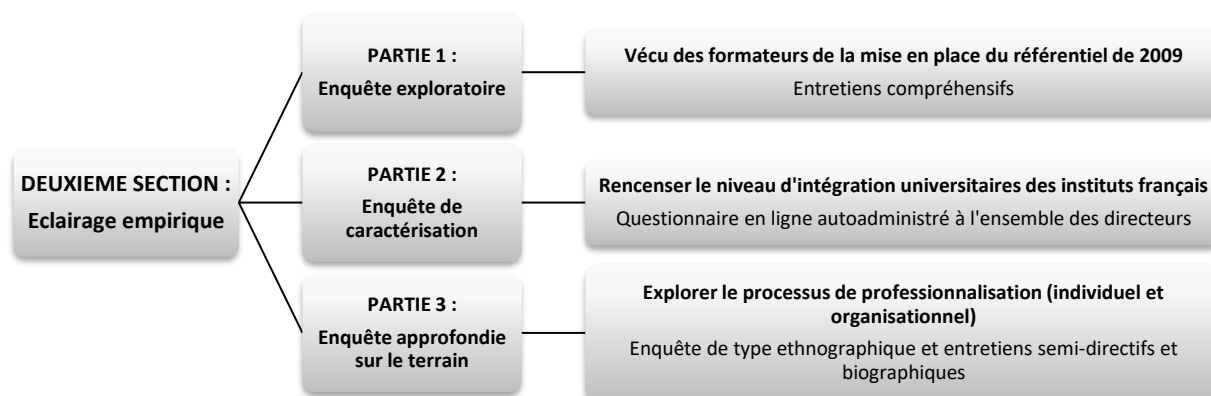 DEUXIEME SECTION :
Eclairage empirique
PARTIE 1 :
Enquête exploratoire
Vécu des formateurs de la mise en place du référentiel de 2009
Entretiens compréhensifs
PARTIE 2 :
Enquête de
caractérisation
Rencenser le niveau d'intégration universitaires des instituts français
Questionnaire en ligne autoadministré à l'ensemble des directeurs
PARTIE 3 :
Enquête approfondie
sur le terrain
Explorer le processus de professionnalisation (individuel et
organisationnel)
Enquête de type ethnographique et entretiens semi-directifs et
biographiques